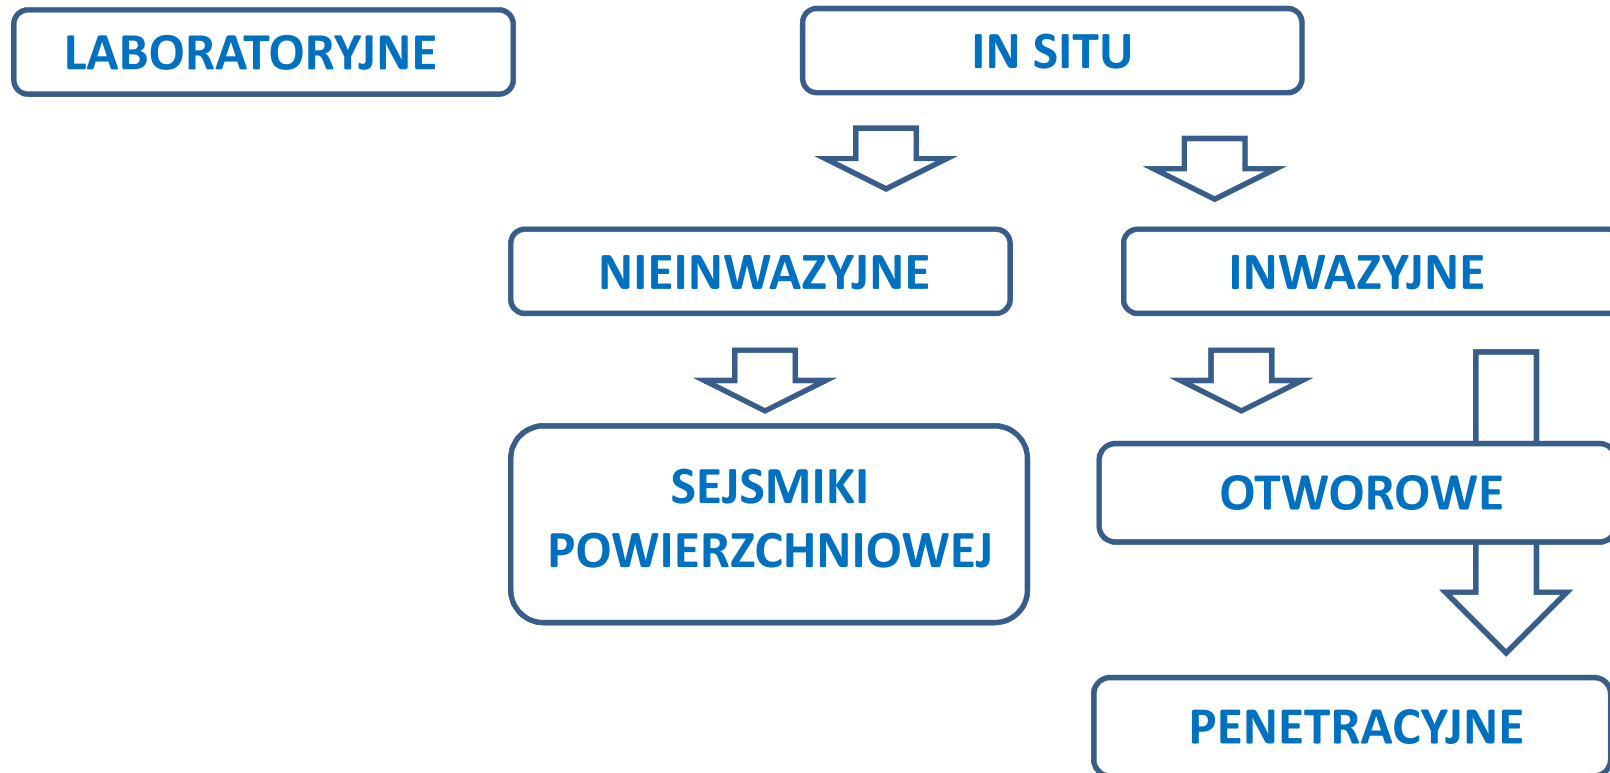 LABORATORYJNE
IN SITU
NIEINWAZYJNE
INWAZYJNE
SEJSMIKI
POWIERZCHNIOWEJ
OTWOROWE
PENETRACYJNE